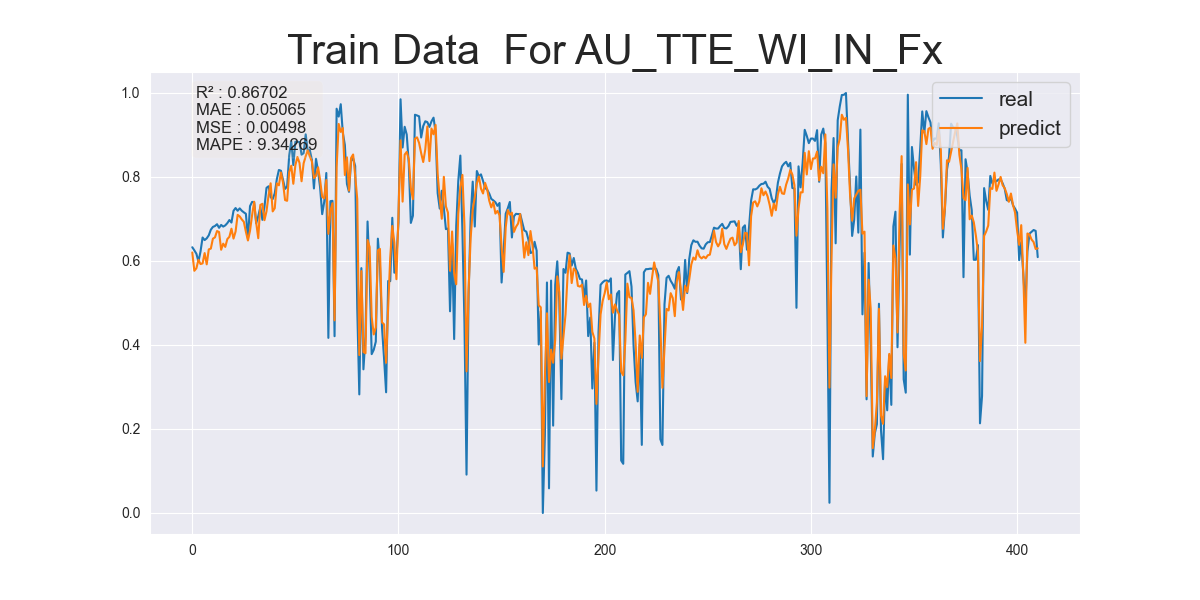 Train Data  For AU_TTE_WI_IN_Fx
R² : 0.86702
MAE : 0.05065
MSE : 0.00498
MAPE : 9.34269
real
predict
1.0
0.8
0.6
0.4
0.2
0.0
0
100
200
300
400